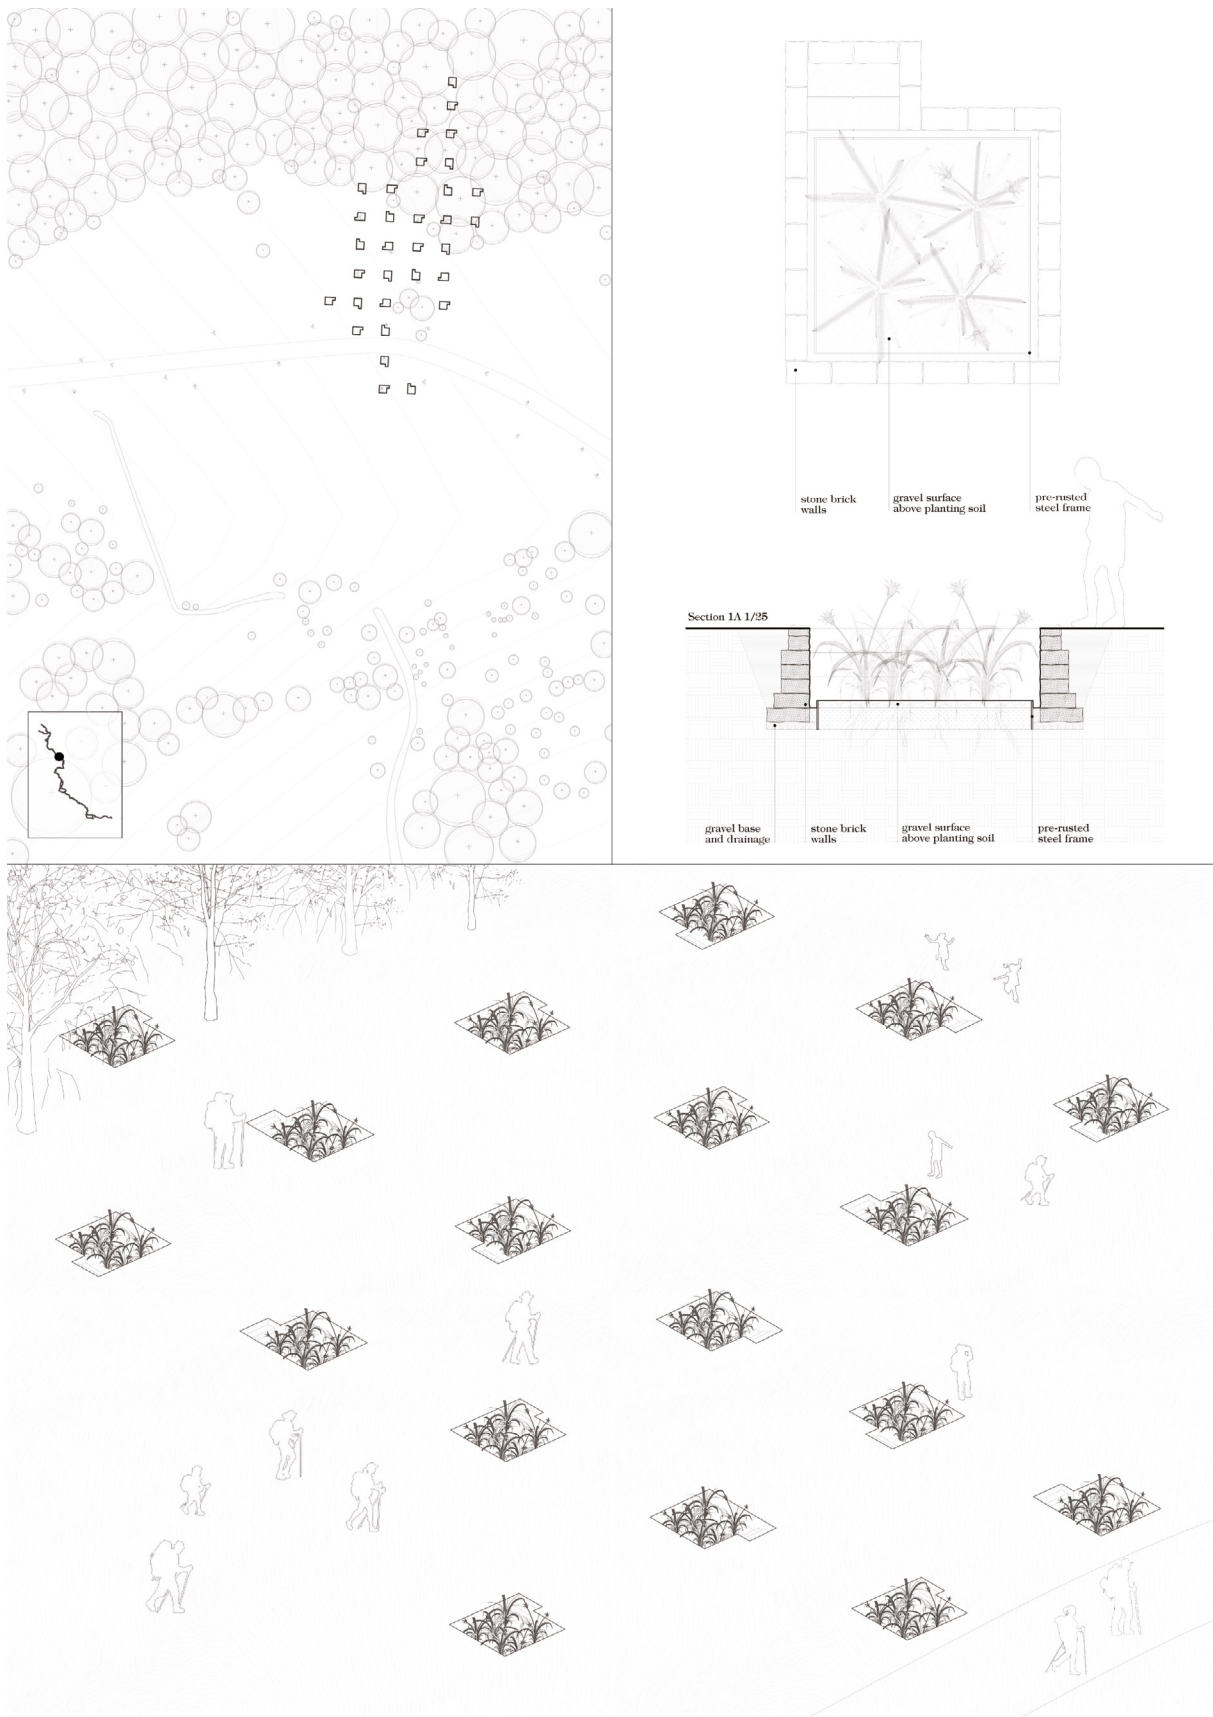 stone brick
walls
gravel surface
above planting soil
pre-rusted
steel frame
Section 1A 1/25
gravel base
and drainage
stone brick
walls
gravel surface
above planting soil
pre-rusted
steel frame